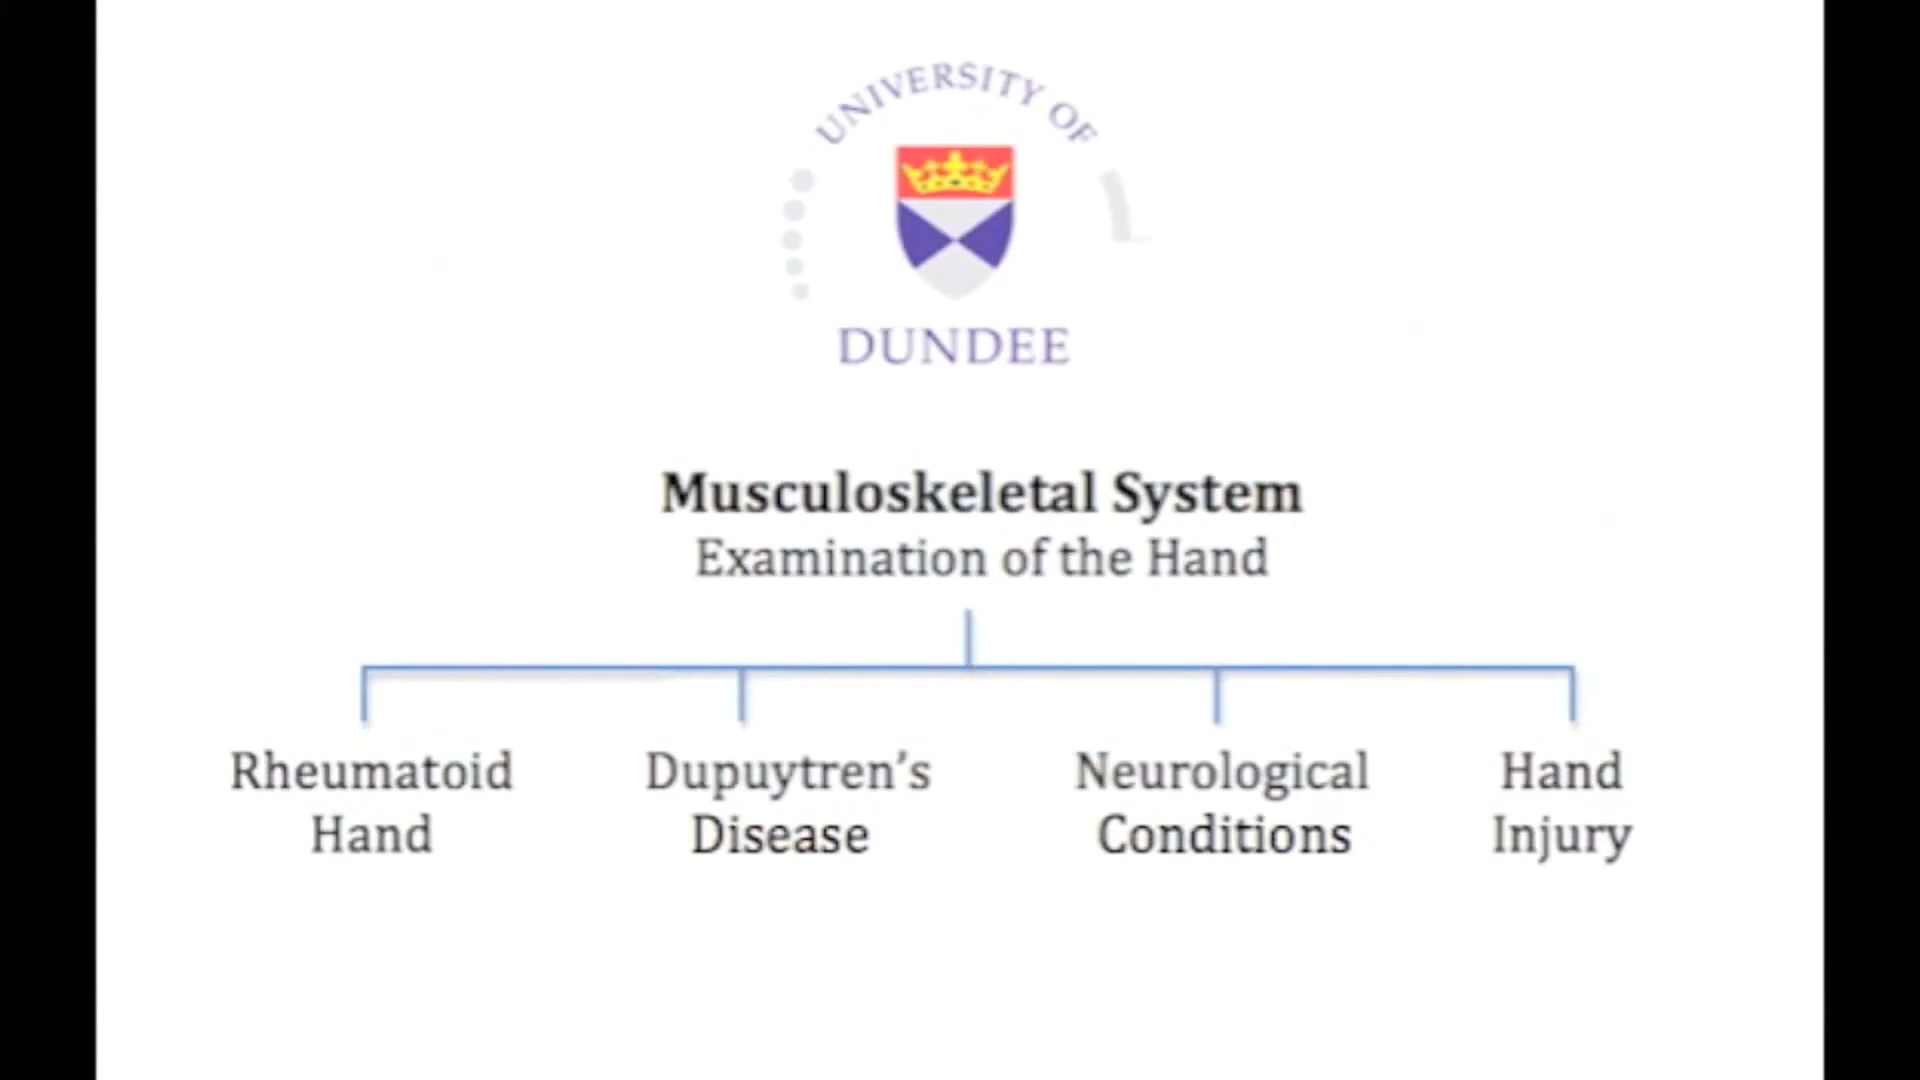 UNIVERSITY OF
DUNDEE
Musculoskeletal System
Examination of the Hand
Rheumatoid
Hand
Dupuytren’s
Disease
Neurological
Conditions
Hand
Injury